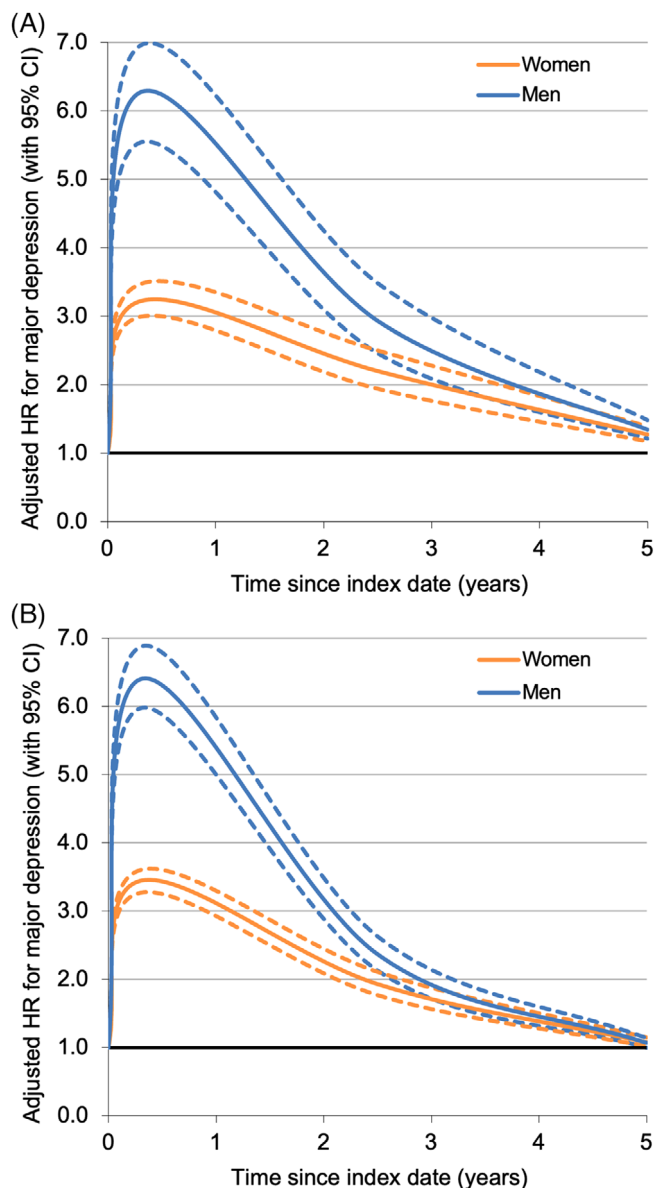 (A)
7.0
6.0
5.0
4.0
3.0
2.0
1.0
0.0
Adjusted HR for major depression (with 95% CI)
Women
Men
0 1 2 3 4 5
Time since index date (years)
(B)
7.0
6.0
5.0
4.0
3.0
2.0
1.0
0.0
Adjusted HR for major depression (with 95% CI)
Women
Men
0 1 2 3 4 5
Time since index date (years)